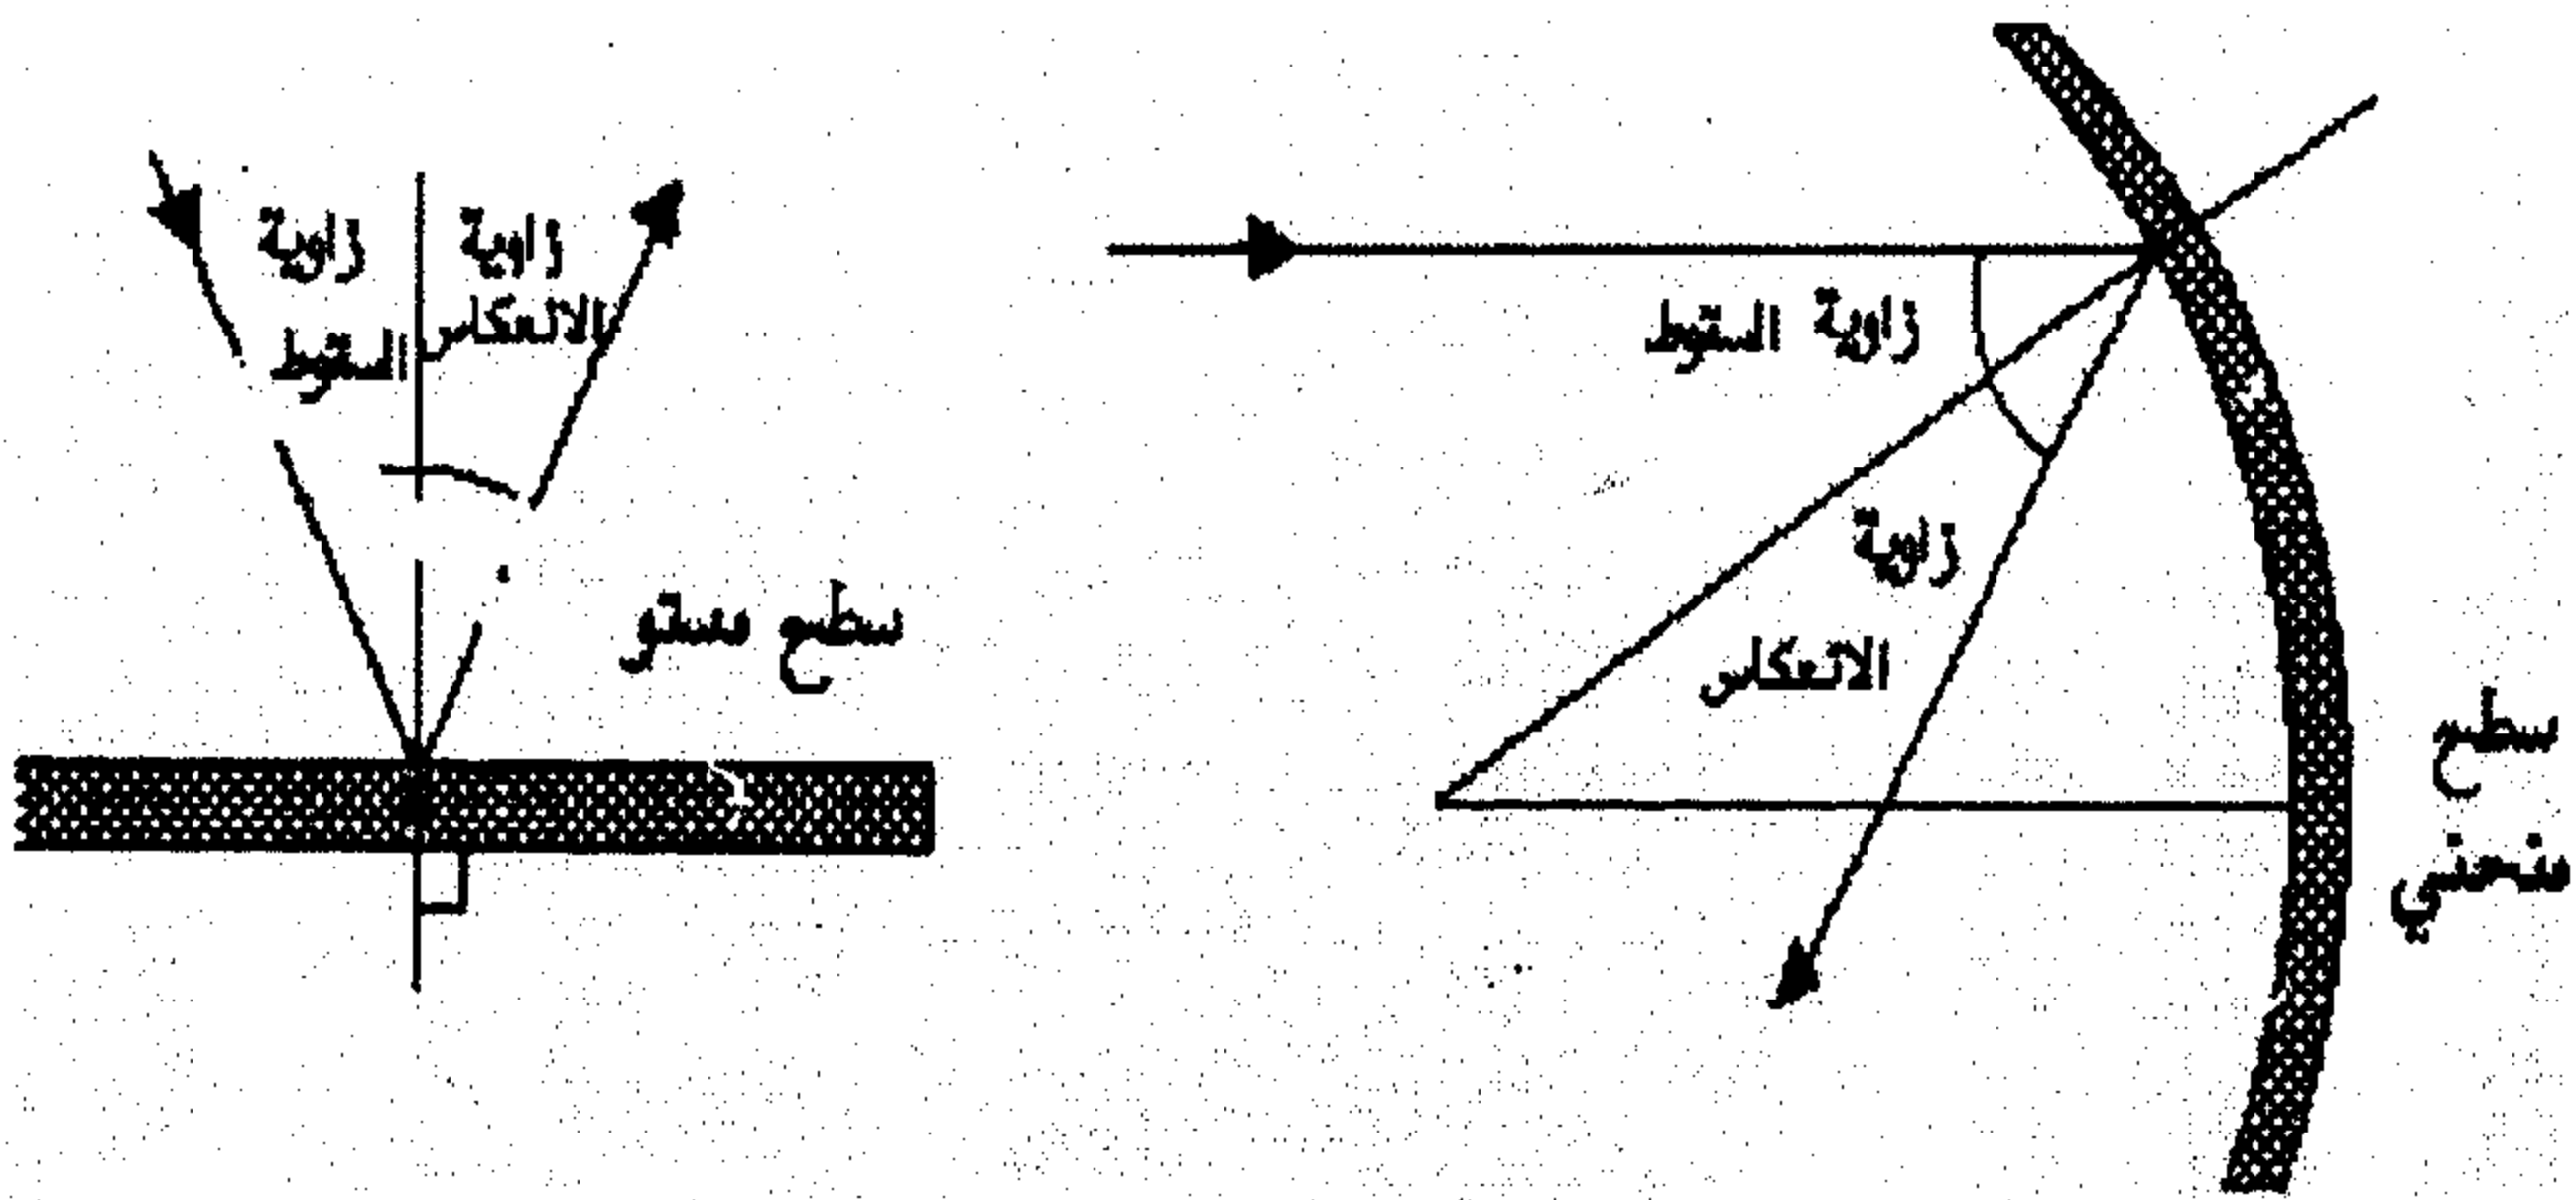 زاوية
السقوط
زاوية
الانعكاس
سطح مستو
زاوية السقوط
زاوية
الانعكاس
سطح
منحني